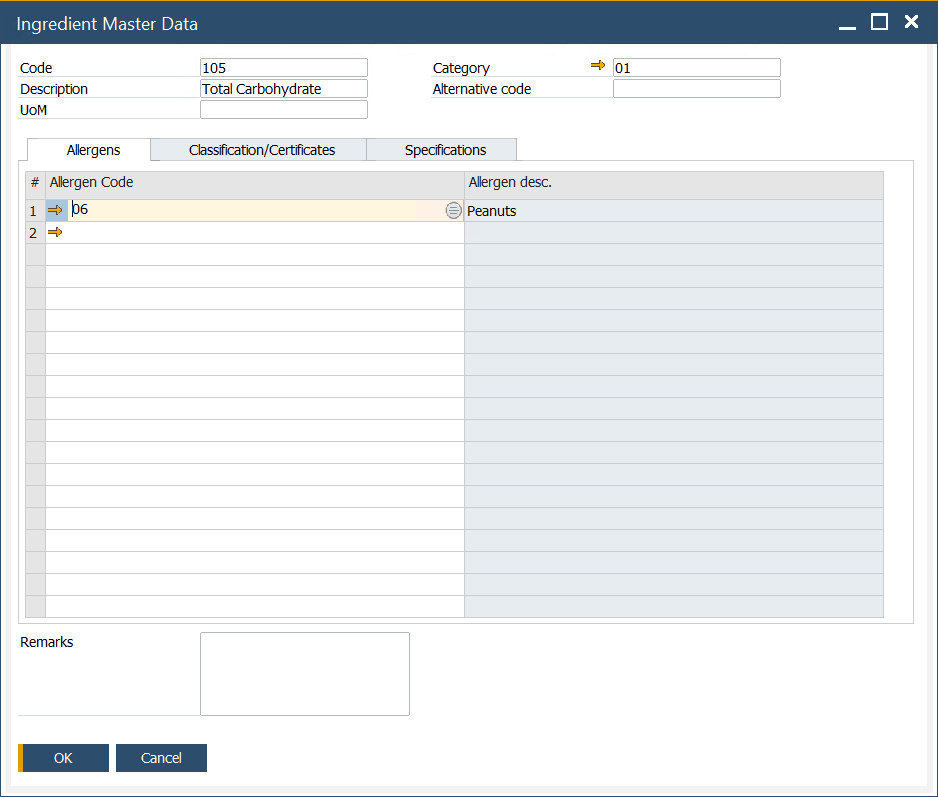 Ingredient Master Data
Code 105 Category 01
Description Total Carbohydrate Alternative code
UoM
Allergens Classification/Certificates Specifications
# Allergen Code Allergen desc.
1 06 Peanuts
2
Remarks
OK Cancel